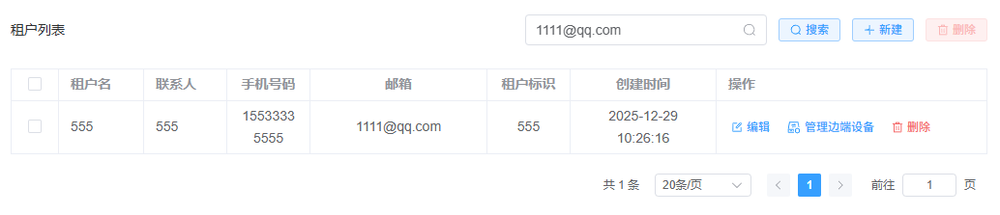 租户列表
1111@qq.com
搜索
新建
删除
租户名 联系人 手机号码 邮箱 租户标识 创建时间 操作
555 555 1553333 1111@qq.com 555 2025-12-29 编辑 管理边端设备 删除
5555 10:26:16
共 1 条 20条/页 1 前往 1 页